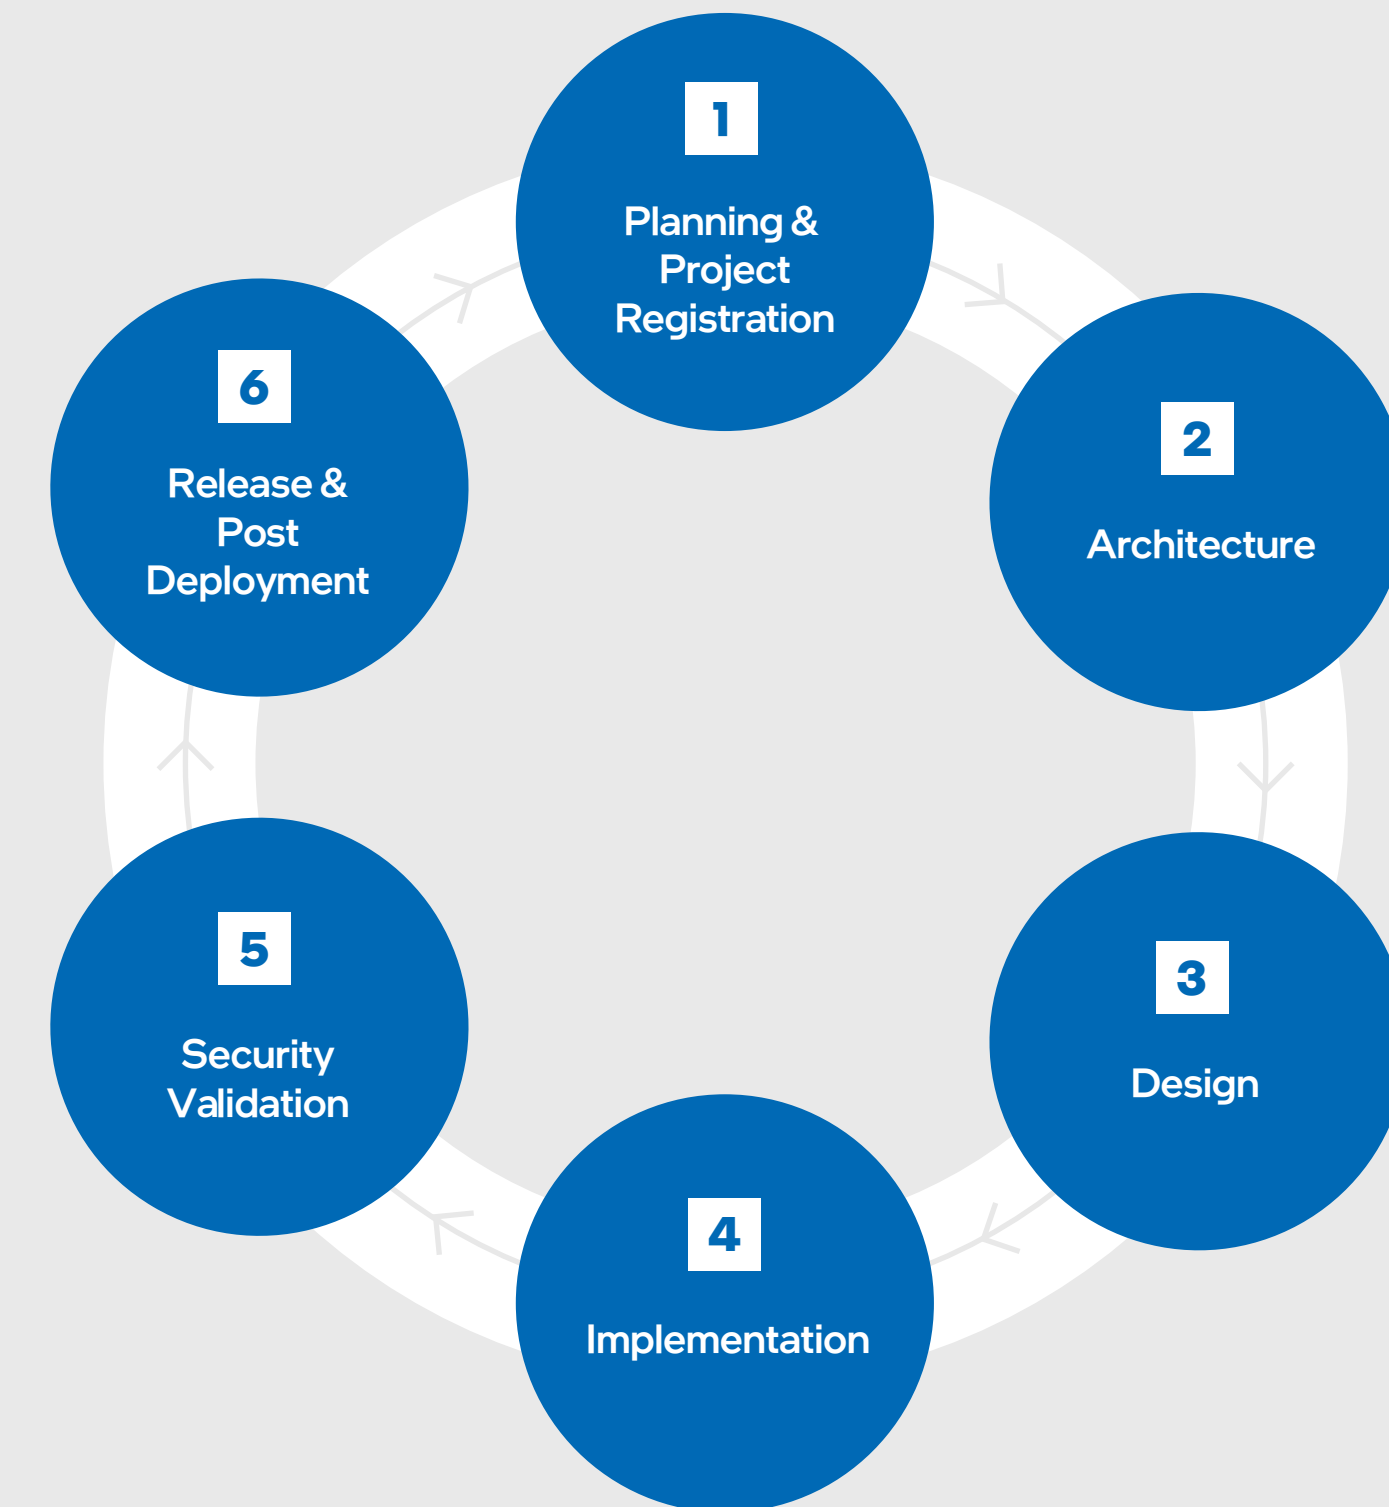 1
Planning &
Project
Registration
2
Architecture
3
Design
4
Implementation
5
Security
Validation
6
Release &
Post
Deployment